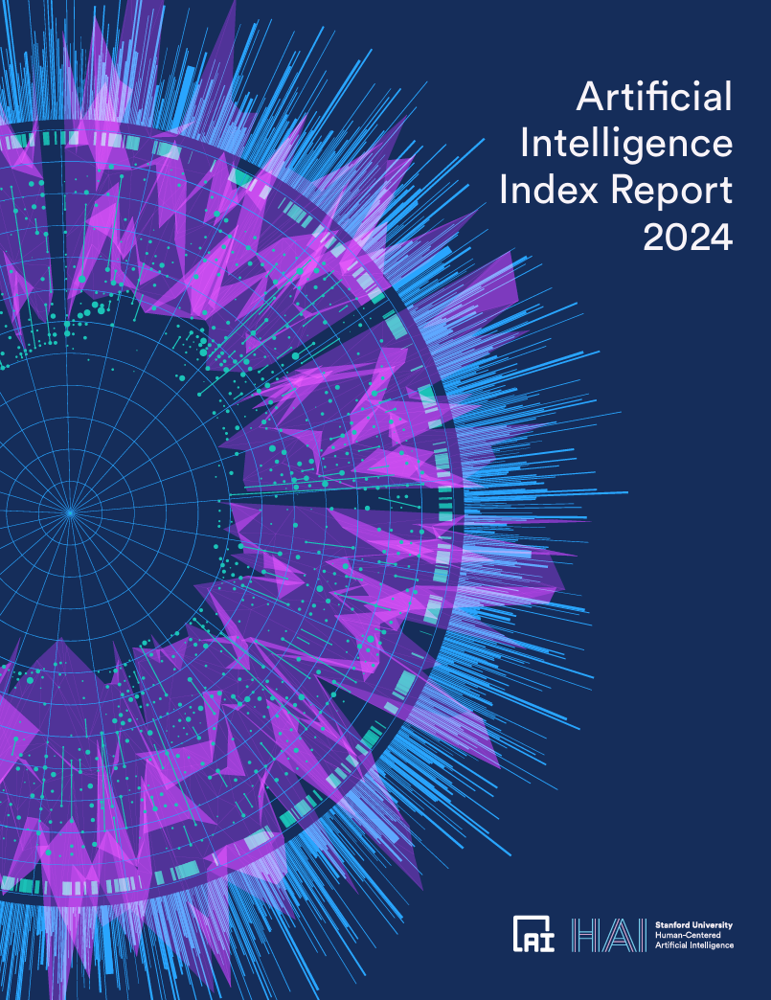 Artificial
Intelligence
Index Report
2024
AI
HAI
Stanford University
Human-Centered
Artificial Intelligence